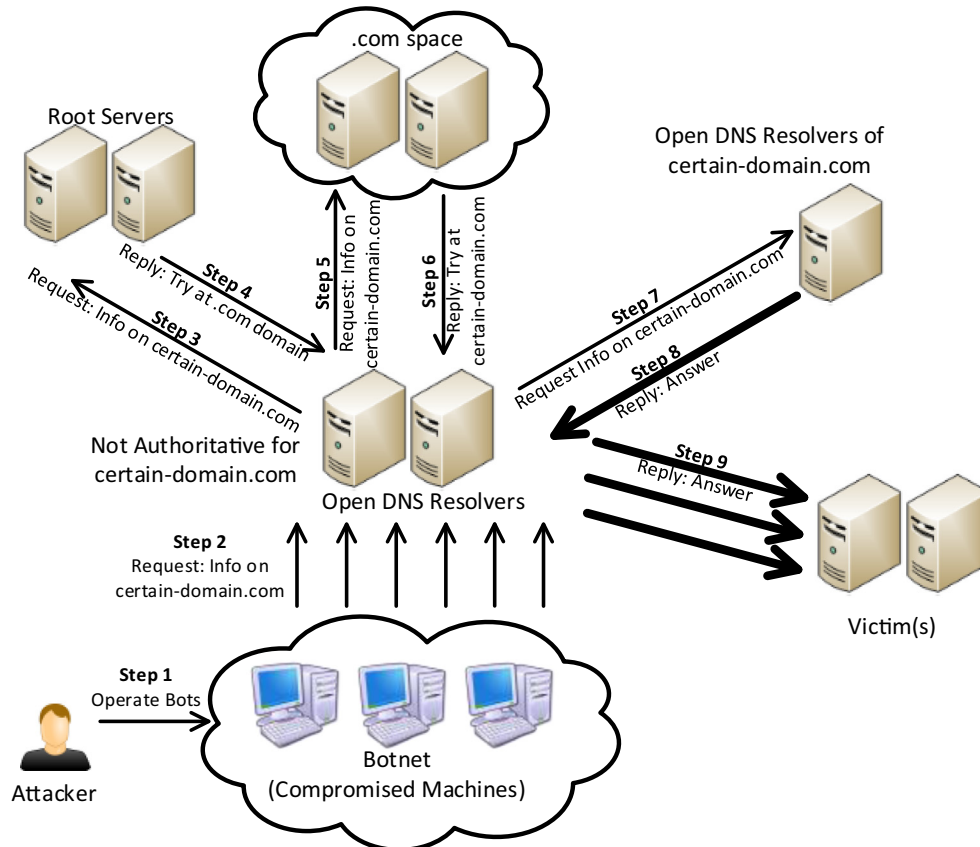 .com space
Root Servers
Open DNS Resolvers of
certain-domain.com
Step 3
Request: Info on certain-domain.com
Step 4
Reply: Try at .com domain
Step 5
Request: Info on
certain-domain.com
Step 6
Reply: Try at
certain-domain.com
Step 7
Request Info on certain-domain.com
Step 8
Reply: Answer
Step 9
Reply: Answer
Not Authoritative for
certain-domain.com
Open DNS Resolvers
Step 2
Request: Info on
certain-domain.com
Victim(s)
Step 1
Operate Bots
Attacker
Botnet
(Compromised Machines)